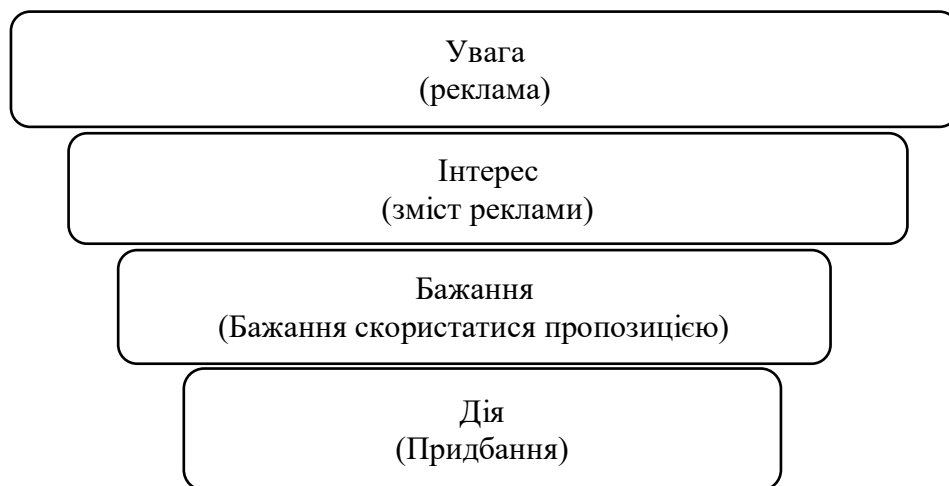 Увага
(реклама)
Інтерес
(зміст реклами)
Бажання
(Бажання скористатися пропозицією)
Дія
(Придбання)